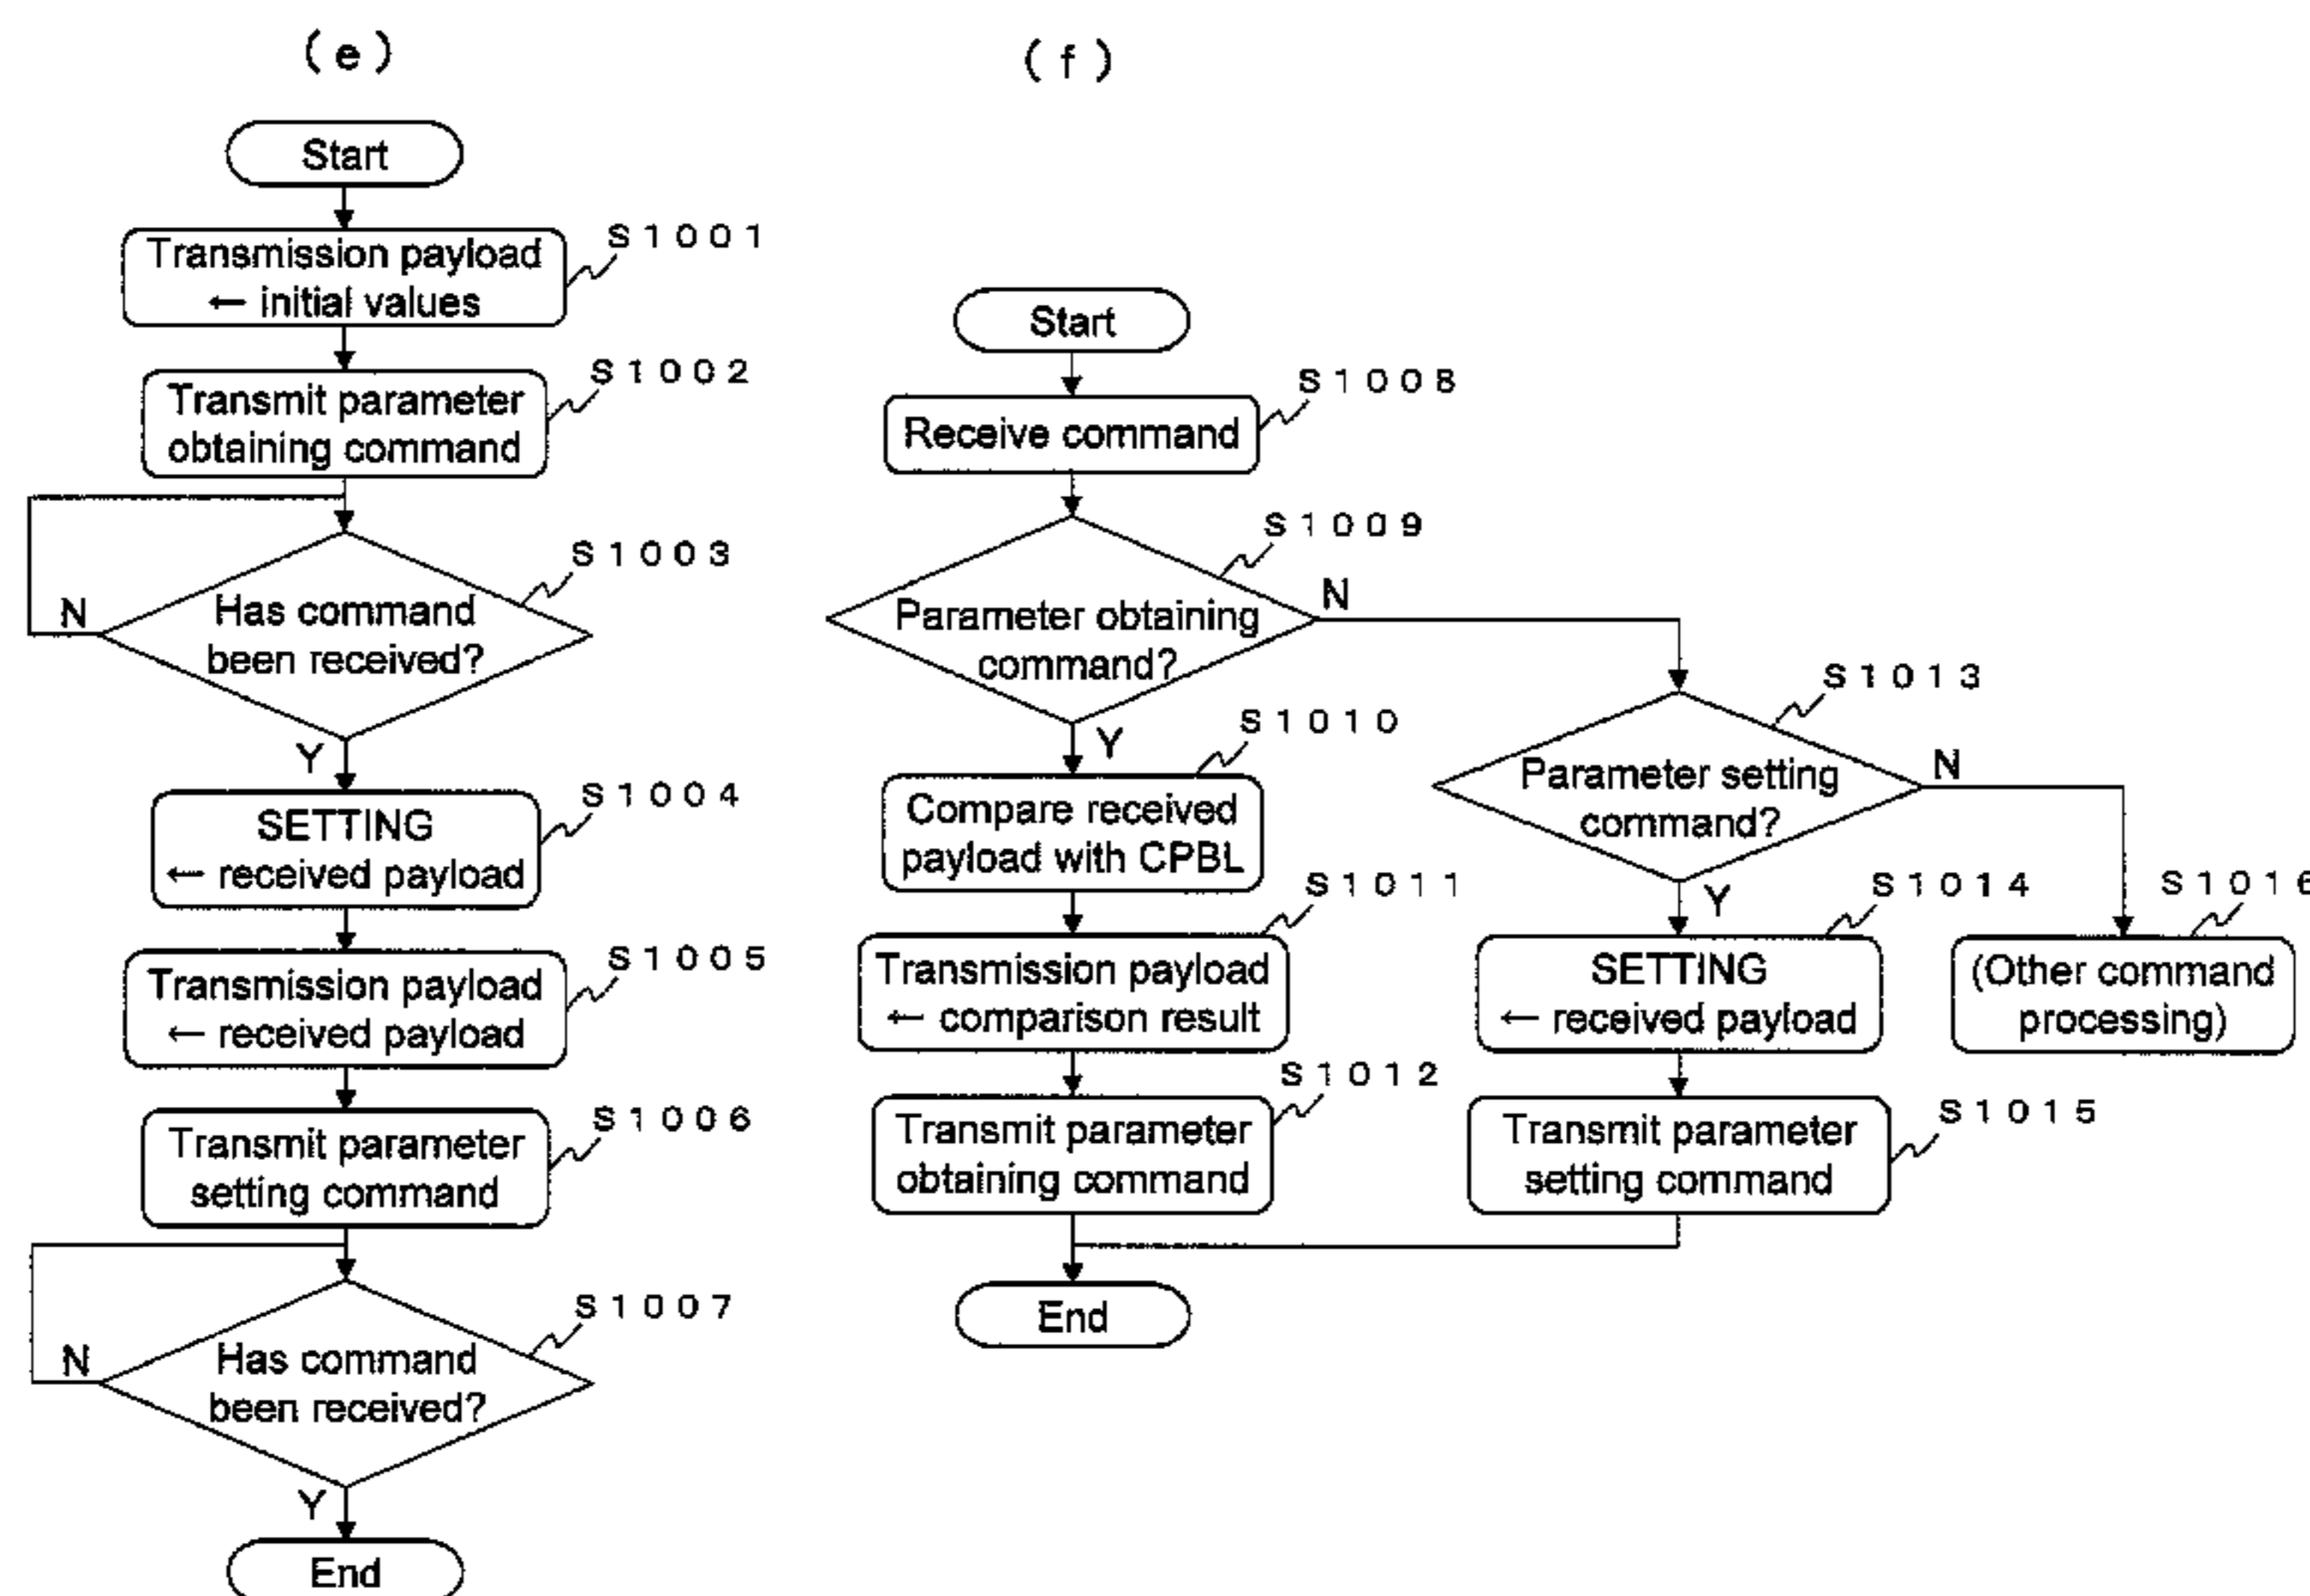 (e)
Start
Transmission payload
← initial values
S1001
Transmit parameter
obtaining command
S1002
Has command
been received?
S1003
N
Y
SETTING
← received payload
S1004
Transmission payload
← received payload
S1005
Transmit parameter
setting command
S1006
Has command
been received?
S1007
N
Y
End
(f)
Start
Receive command
S1008
Parameter obtaining
command?
S1009
N
Y
Compare received
payload with CPBL
S1010
Transmission payload
← comparison result
S1011
Transmit parameter
obtaining command
S1012
End
Parameter setting
command?
S1013
N
Y
SETTING
← received payload
S1014
Transmit parameter
setting command
S1015
(Other command
processing)
S1016